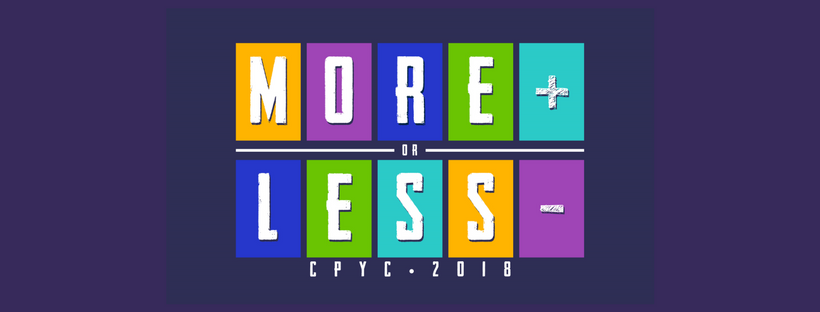 MORE+
OR
LESS-
CPYC • 2018